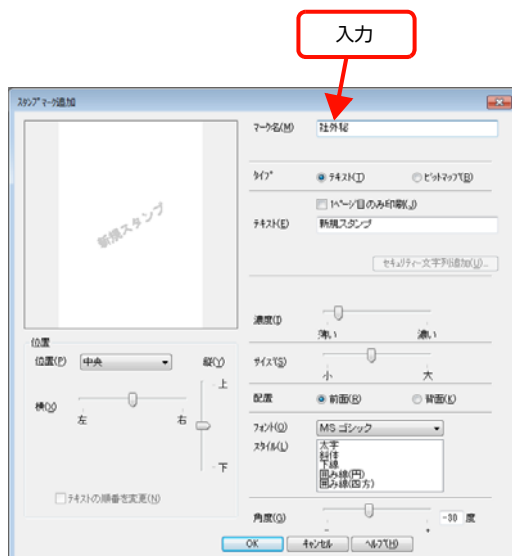 入力
スタンプマーク追加
マーク名(M) 社外秘
タイプ テキスト(T) ビットマップ(B)
1ページ目のみ印刷(J)
テキスト(E) 新規スタンプ
セキュリティー文字列追加(U)...
新規スタンプ
濃度(I)
薄い 濃い
サイズ(S)
小 大
配置 前面(R) 背面(K)
フォント(O) MS ゴシック
スタイル(L) 太字
斜体
下線
囲み線(円)
囲み線(四方)
角度(G) -30 度
- +
位置
位置(P) 中央 縦(Y)
上
横(X)
左 右
下
テキストの順番を変更(N)
OK キャンセル ヘルプ(H)